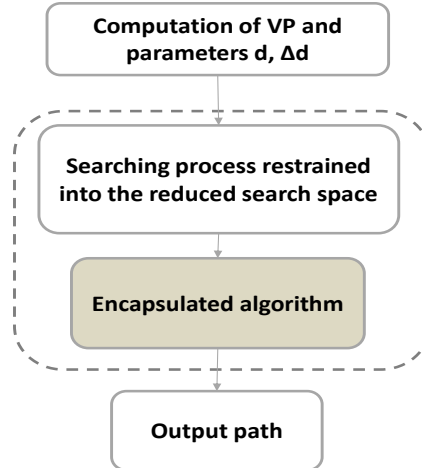 Computation of VP and
parameters d, Δd
Searching process restrained
into the reduced search space
Encapsulated algorithm
Output path